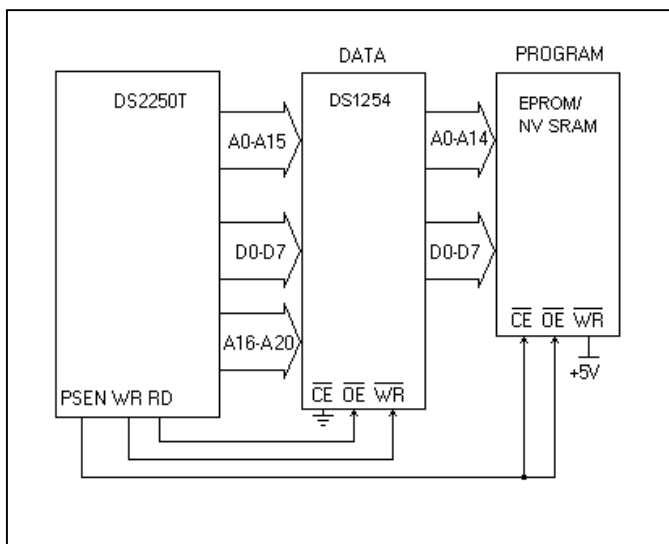 DATA
PROGRAM
DS2250T
DS1254
EPROM/
NV SRAM
A0-A15
A0-A14
D0-D7
D0-D7
A16-A20
CE OE WR
+5V
PSEN WR RD
CE OE WR